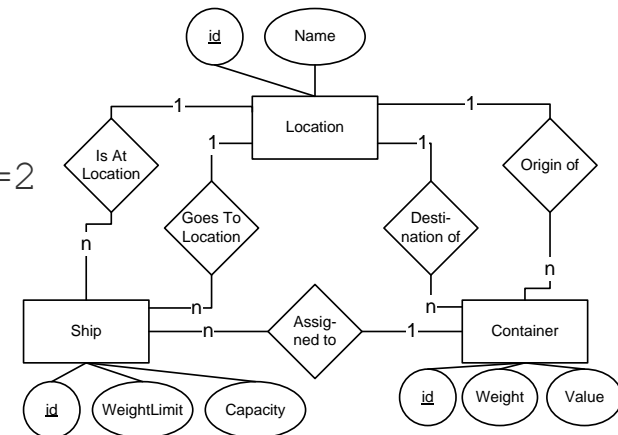 id
Name
1
1
Location
1
1
Is At
Location
=2
Origin of
Goes To
Location
Desti-
nation of
n
n
n
n
Ship
n
Assig-
ned to
1
Container
id
WeightLimit
Capacity
id
Weight
Value